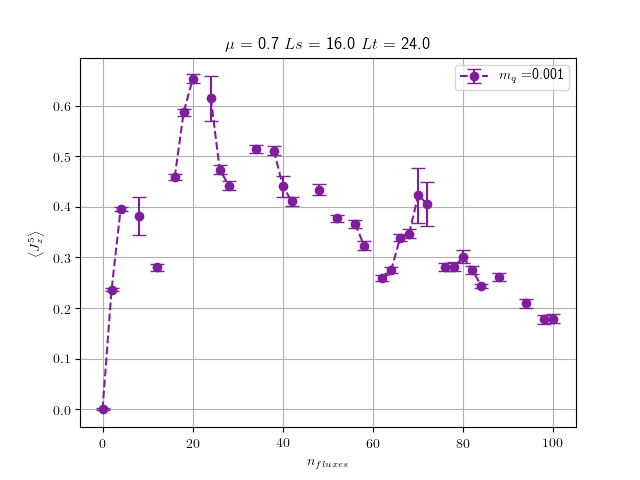 μ = 0.7 Ls = 16.0 Lt = 24.0
m_q =0.001
⟨J_z^5⟩
0.6
0.5
0.4
0.3
0.2
0.1
0.0
0 20 40 60 80 100
n_fluxes